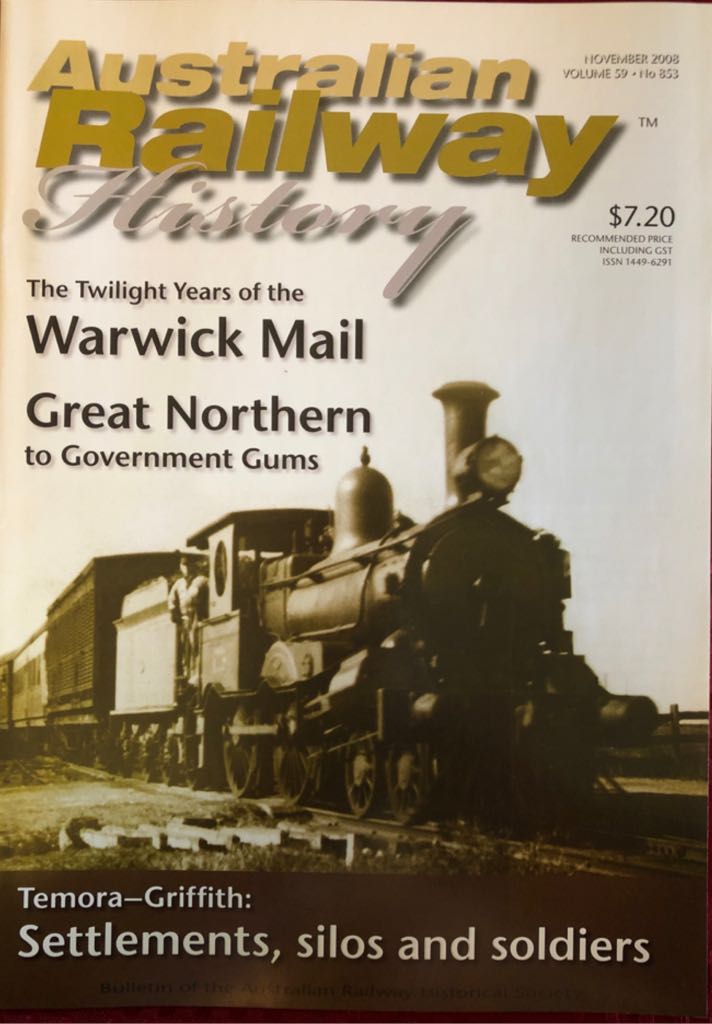 Australian
Railway
History
TM
NOVEMBER 2008
VOLUME 59 • No 853
$7.20
RECOMMENDED PRICE
INCLUDING GST
ISSN 1449-6291
The Twilight Years of the
Warwick Mail
Great Northern
to Government Gums
Temora–Griffith:
Settlements, silos and soldiers
Bulletin of the Australian Railway Historical Society